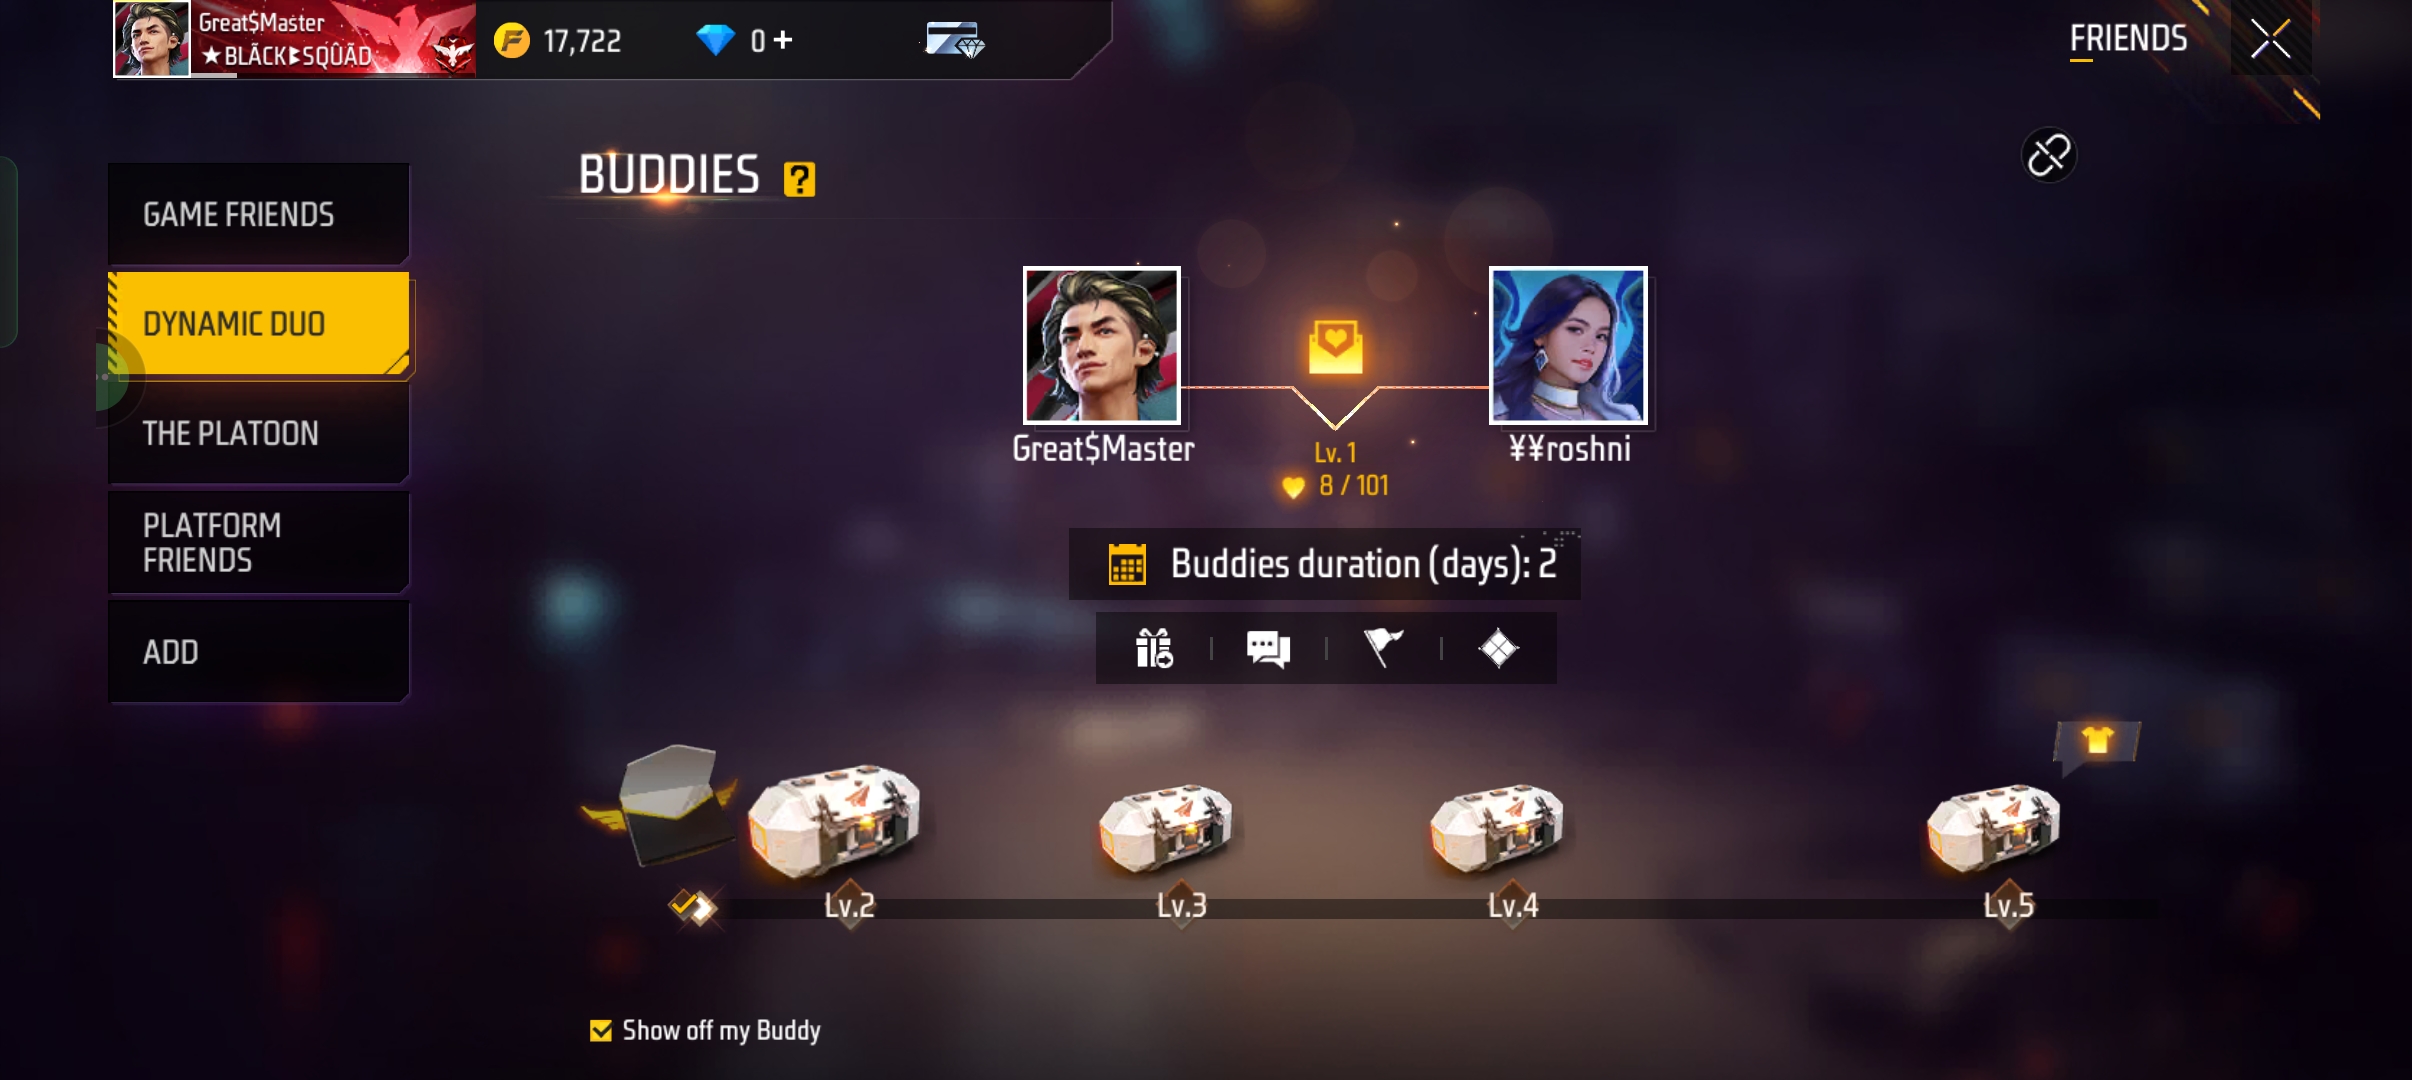 Great$Master
★BLÃCK▶SQÛÃD
17,722
0 +
FRIENDS
BUDDIES ?
GAME FRIENDS
DYNAMIC DUO
THE PLATOON
PLATFORM
FRIENDS
ADD
Great$Master
¥¥roshni
Lv. 1
8 / 101
Buddies duration (days): 2
Lv.2
Lv.3
Lv.4
Lv.5
Show off my Buddy